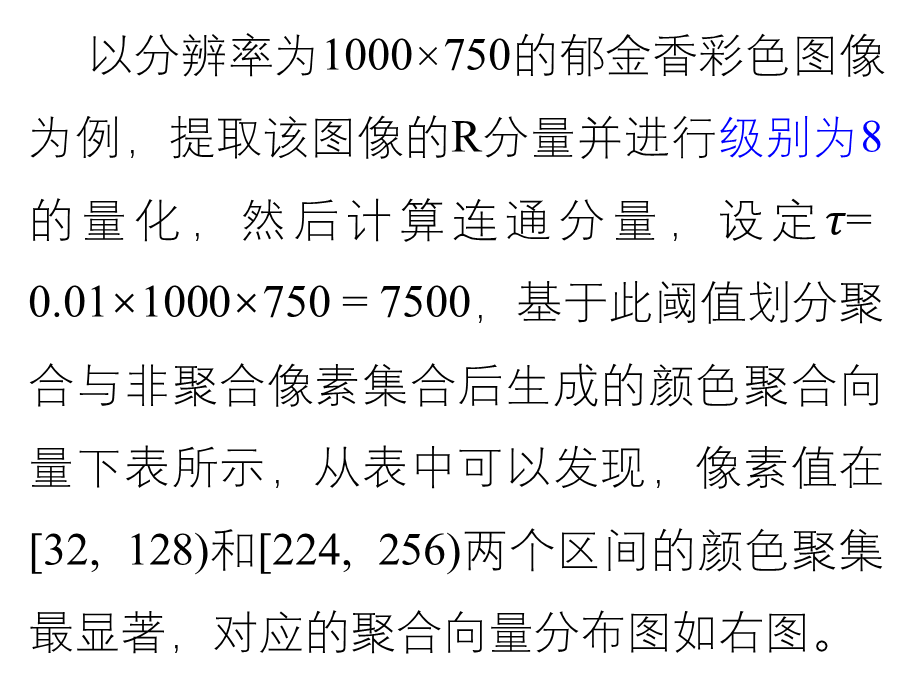 以分辨率为1000×750的郁金香彩色图像
为例，提取该图像的R分量并进行级别为8
的量化，然后计算连通分量，设定τ=
0.01×1000×750 = 7500，基于此阈值划分聚
合与非聚合像素集合后生成的颜色聚合向
量下表所示，从表中可以发现，像素值在
[32, 128)和[224, 256)两个区间的颜色聚集
最显著，对应的聚合向量分布图如右图。